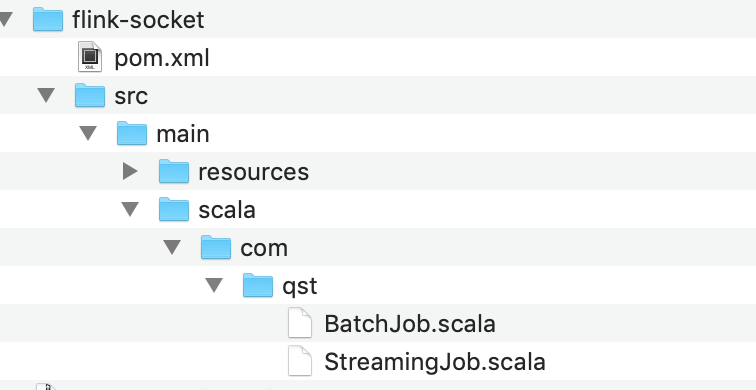 flink-socket
pom.xml
src
main
resources
scala
com
qst
BatchJob.scala
StreamingJob.scala